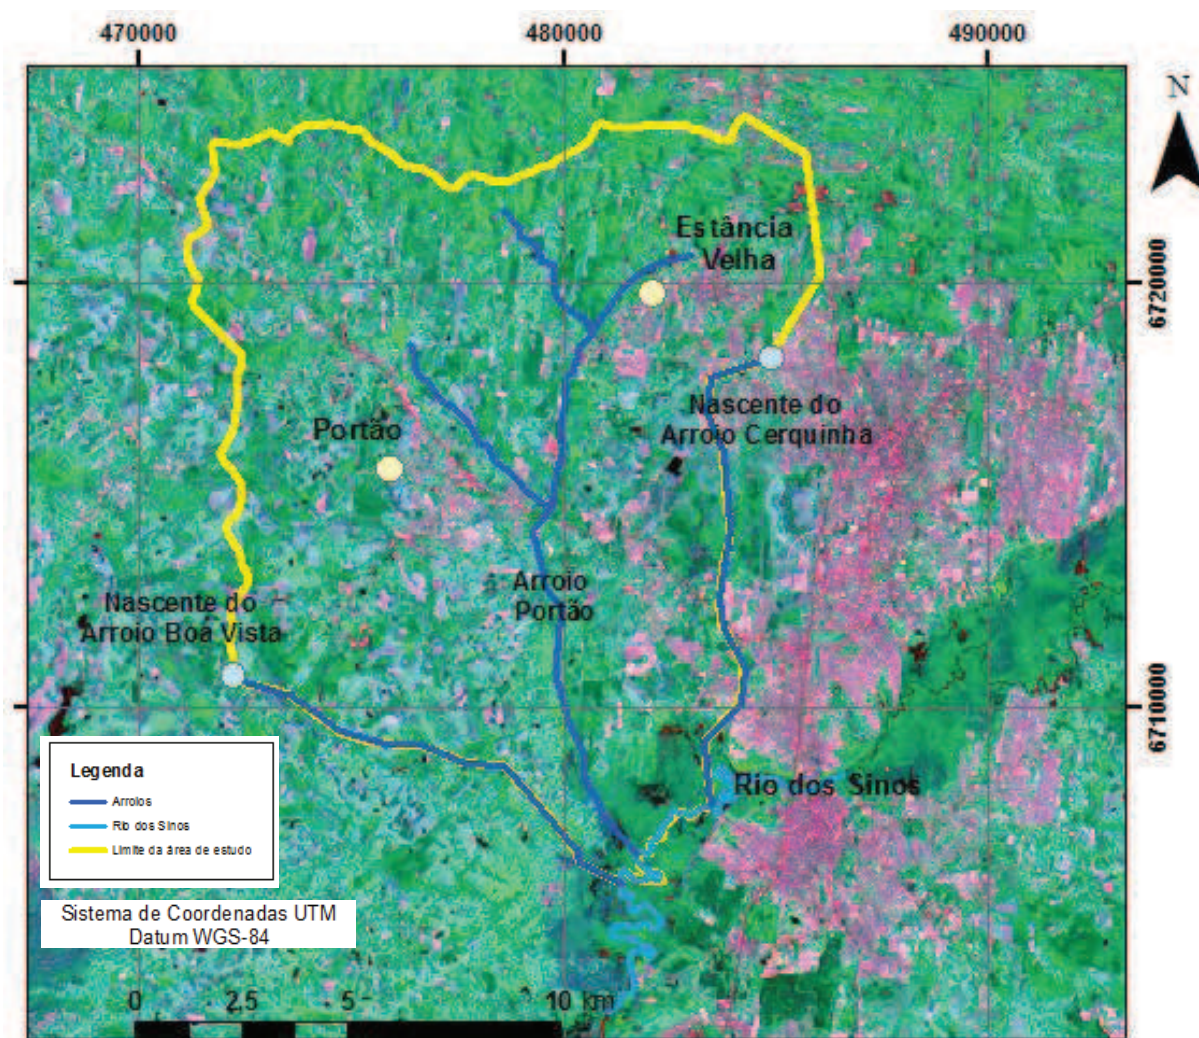 470000 480000 490000
N
Estância
Velha
6720000
Nascente do
Arroio Cerquinha
Portão
Arroio
Portão
Nascente do
Arroio Boa Vista
6710000
Rio dos Sinos
Legenda
Arroios
Rio dos Sinos
Limite da área de estudo
Sistema de Coordenadas UTM
Datum WGS-84
0 2,5 5 10 km